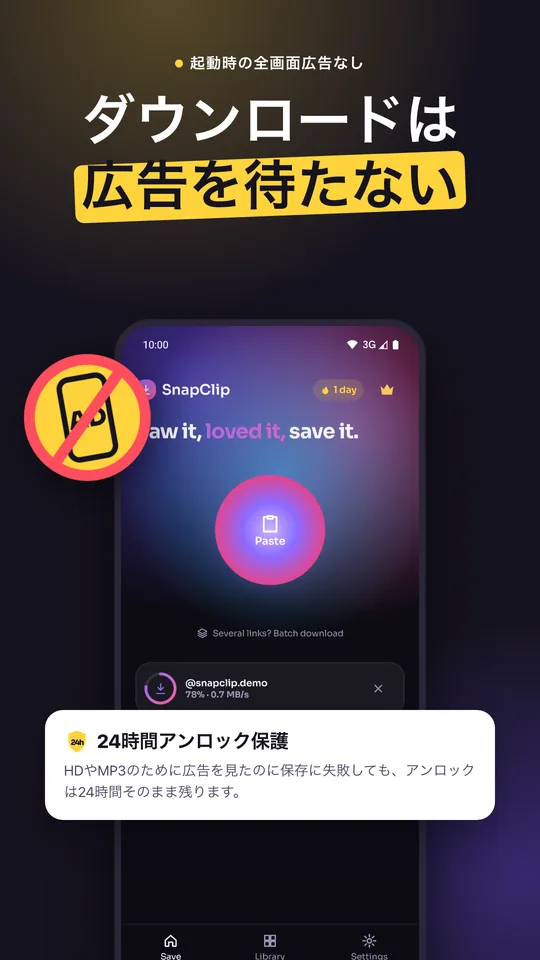 起動時の全画面広告なし
ダウンロードは
広告を待たない
10:00
3G
AD
SnapClip
1 day
aw it, loved it, save it.
Paste
Several links? Batch download
@snapclip.demo
78% · 0.7 MB/s
24h
24時間アンロック保護
HDやMP3のために広告を見たのに保存に失敗しても、アンロック
は24時間そのまま残ります。
Save
Library
Settings